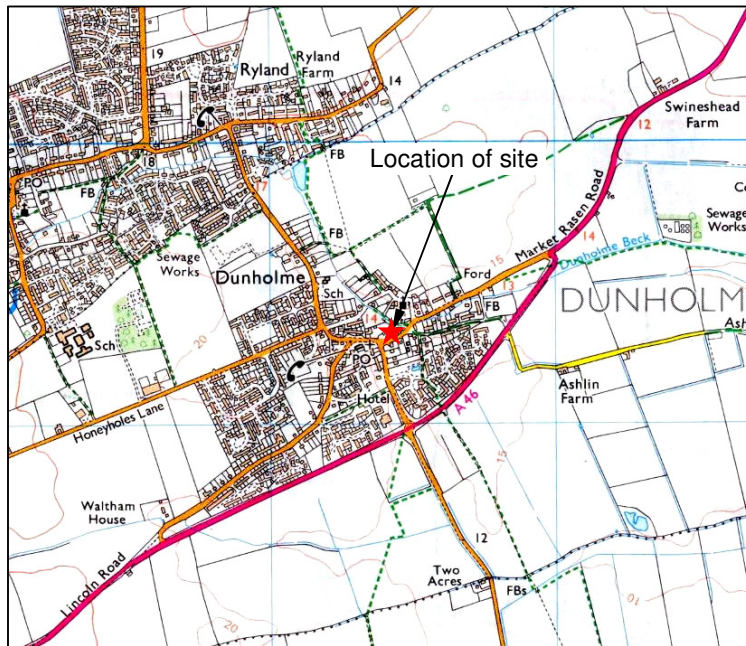 19
Ryland
Farm
Ryland
14
Swineshead
Farm
12
18
FB
Location of site
PO
FB
17
Market Rasen Road
14
Sewage
Works
FB
15
Sewage
Works
Dunholme
Dunholme Beck
Ford
13
FB
DUNHOLM
Sch
14
Sch
PO
Ashlin
Farm
Hotel
A 46
Honeyholes Lane
15
Waltham
House
12
Lincoln Road
Two
Acres
FBs
10
20
20